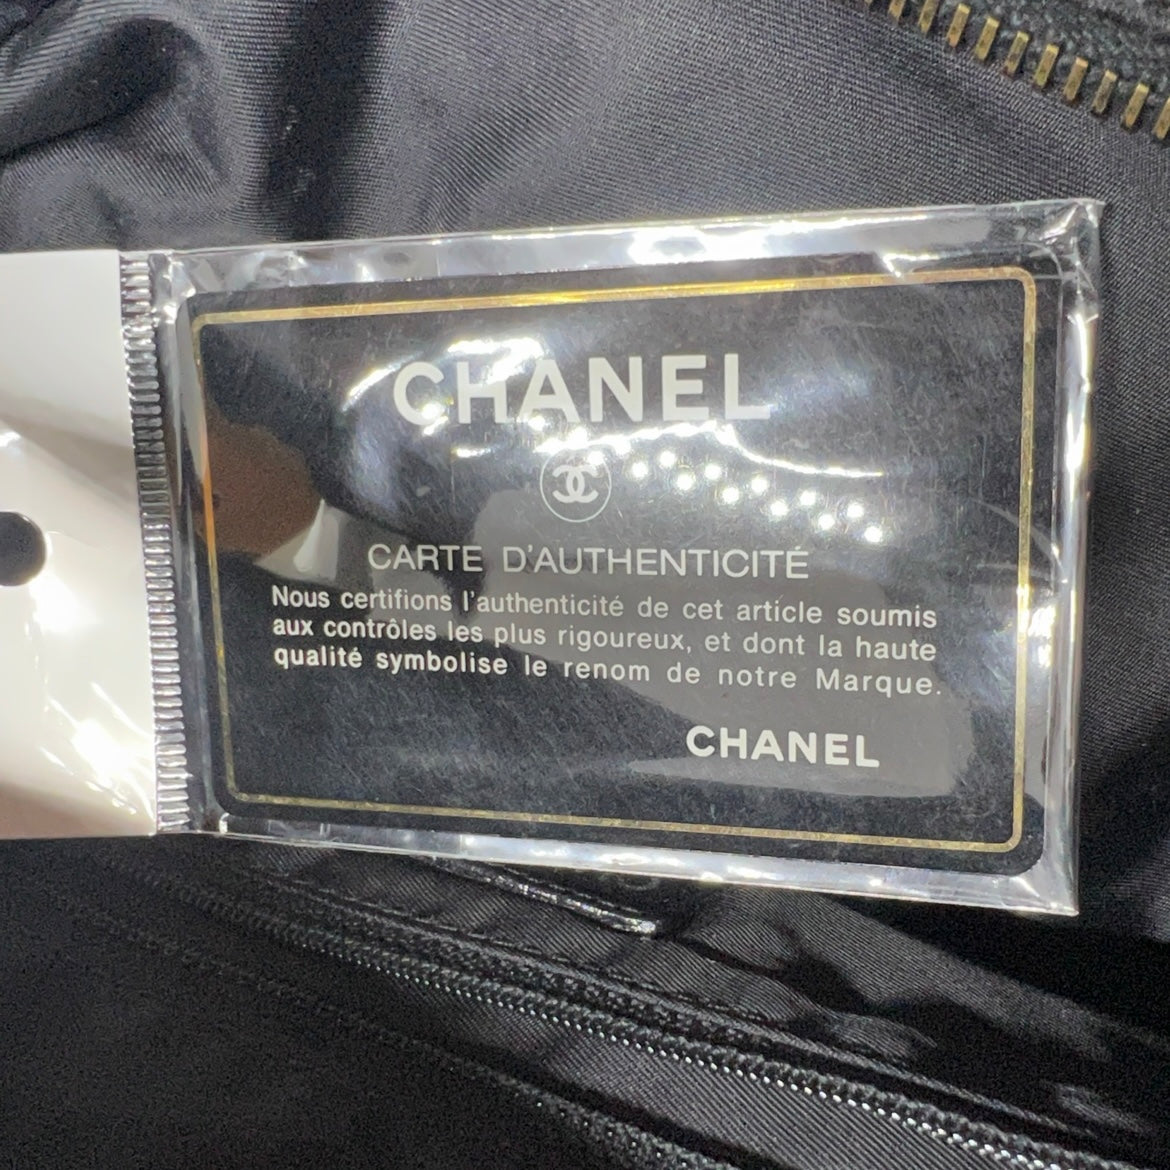 CHANEL
CARTE D'AUTHENTICITÉ
Nous certifions l'authenticité de cet article soumis
aux contrôles les plus rigoureux, et dont la haute
qualité symbolise le renom de notre Marque.
CHANEL